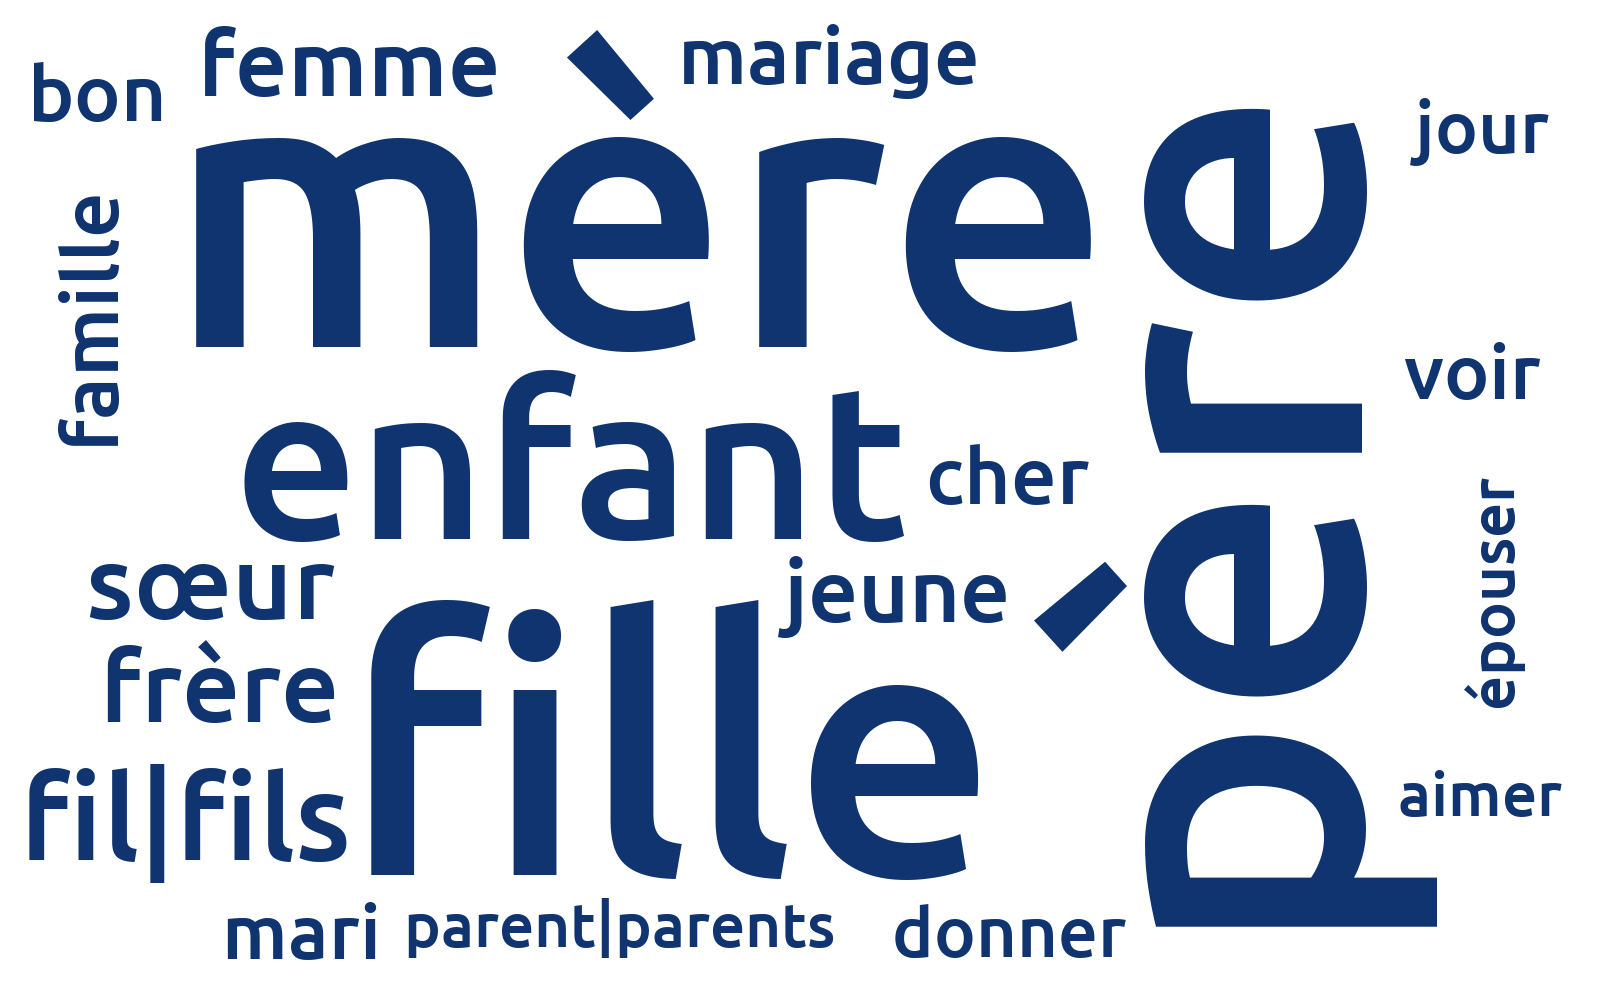 bon
femme
mariage
jour
mère
père
famille
voir
enfant
cher
épouser
sœur
jeune
frère
fille
fil|fils
aimer
mari
parent|parents
donner